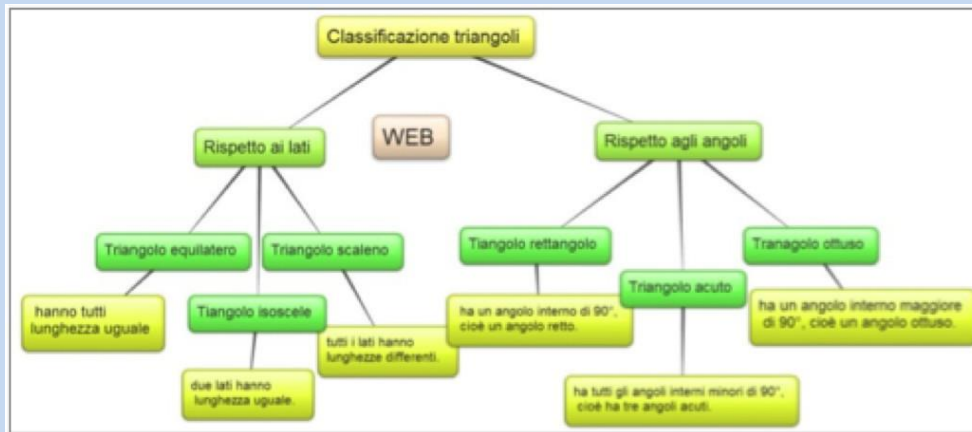 Classificazione triangoli
WEB
Rispetto ai lati
Rispetto agli angoli
Triangolo equilatero
Triangolo scaleno
Tiangolo isoscele
hanno tutti
lunghezza uguale
due lati hanno
lunghezza uguale.
tutti i lati hanno
lunghezze differenti.
Tiangolo rettangolo
Tranagolo ottuso
Triangolo acuto
ha un angolo interno di 90°,
cioè un angolo retto.
ha tutti gli angoli interni minori di 90°,
cioè ha tre angoli acuti.
ha un angolo interno maggiore
di 90°, cioè un angolo ottuso.